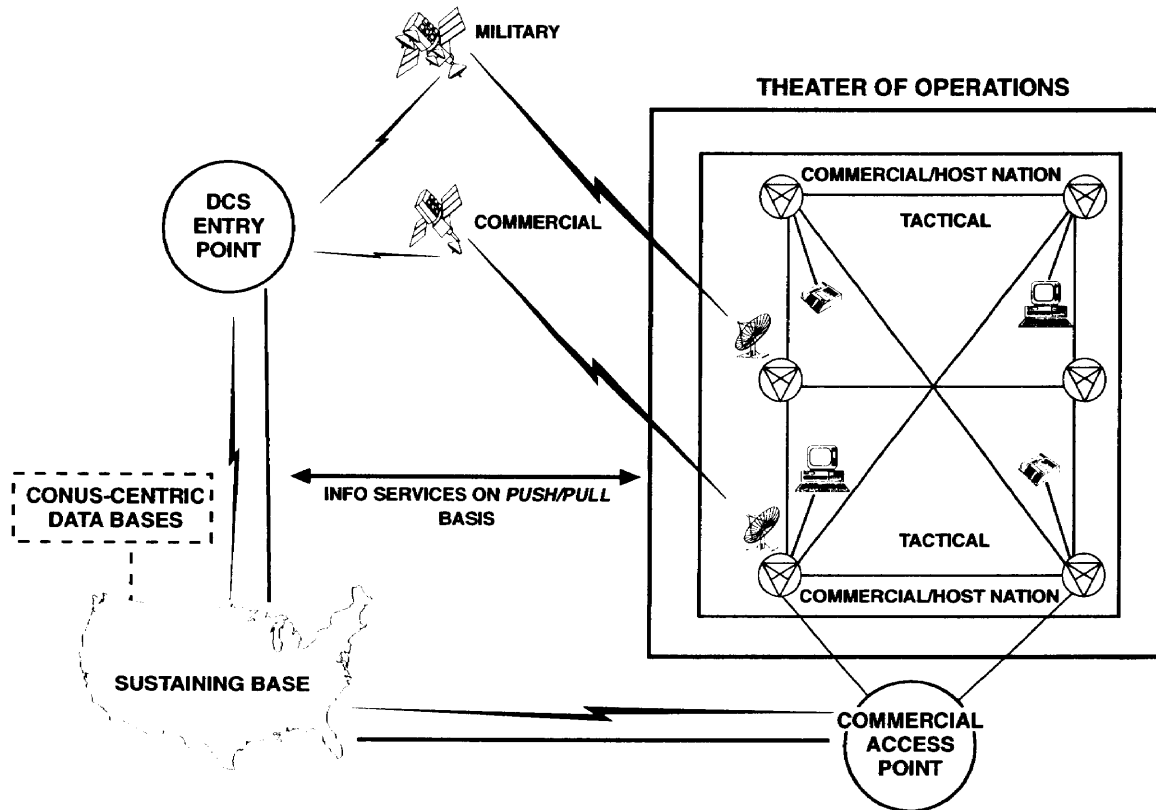 MILITARY
THEATER OF OPERATIONS
COMMERCIAL/HOST NATION
DCS
ENTRY
POINT
COMMERCIAL
TACTICAL
CONUS-CENTRIC
DATA BASES
INFO SERVICES ON PUSH/PULL
BASIS
TACTICAL
COMMERCIAL/HOST NATION
SUSTAINING BASE
COMMERCIAL
ACCESS
POINT